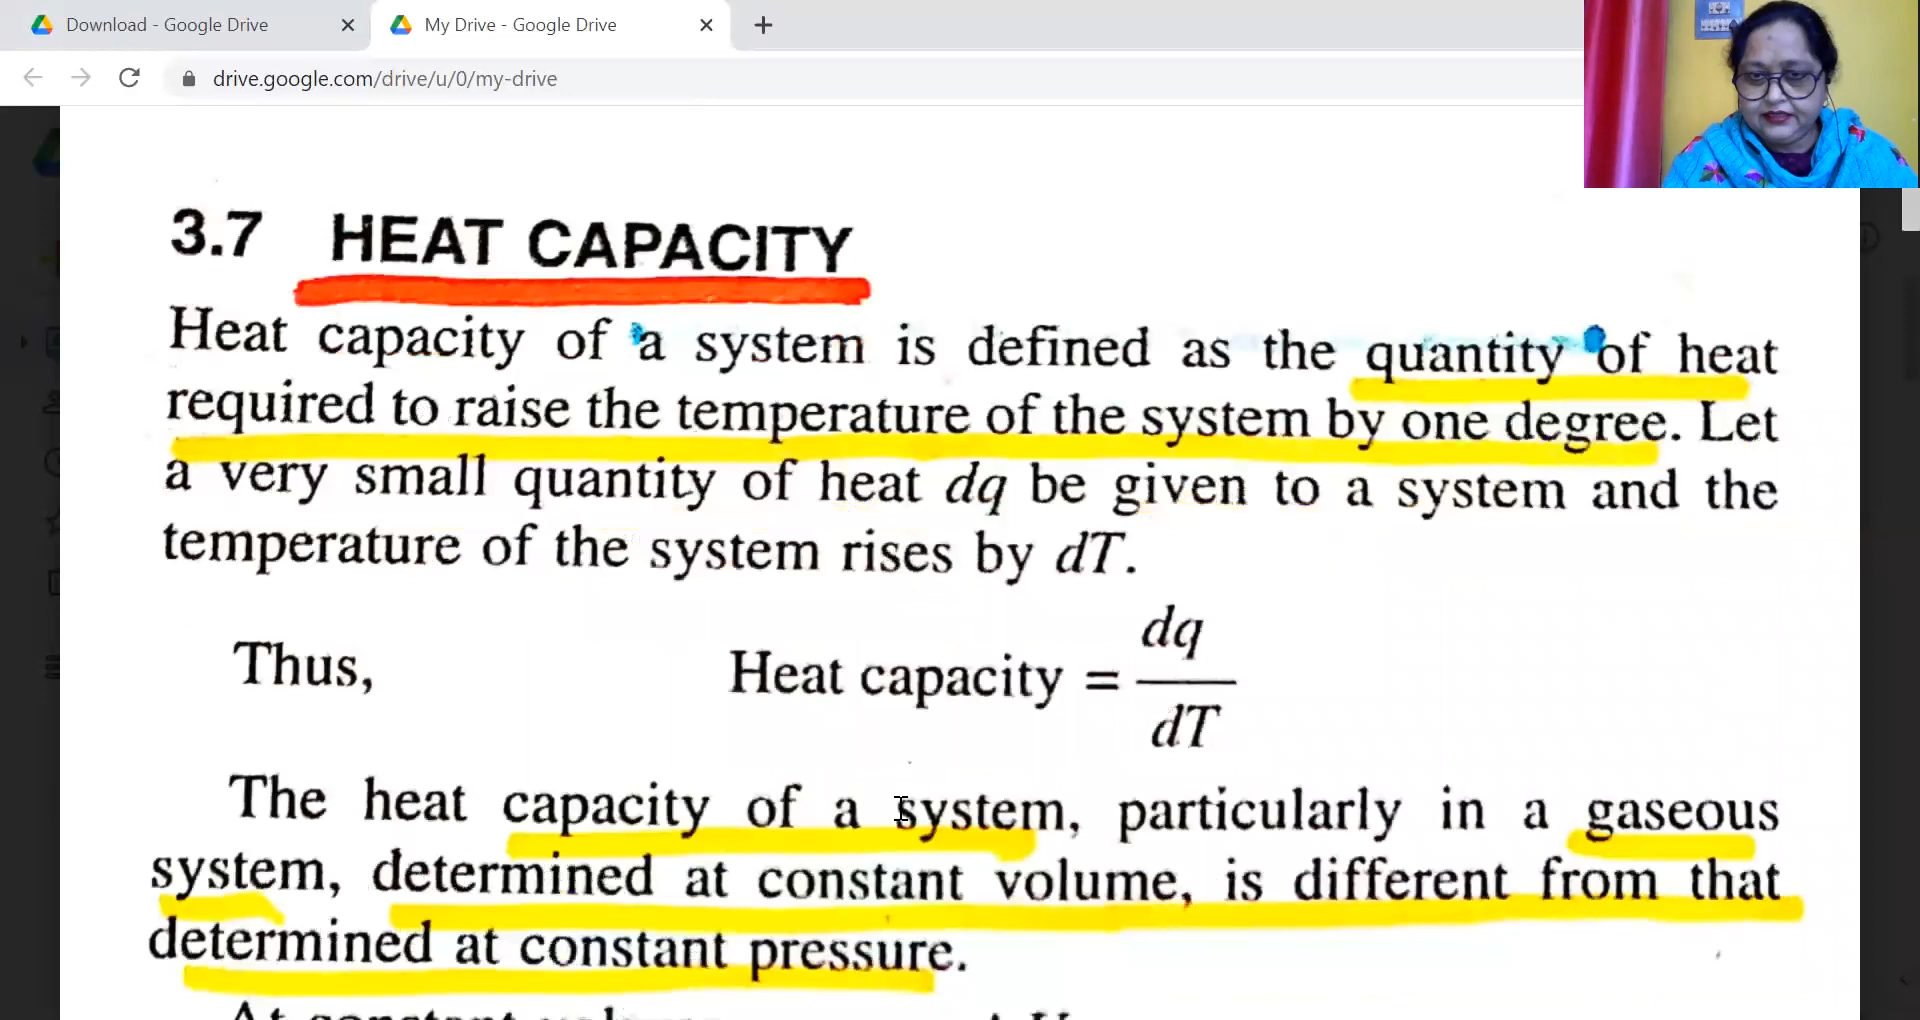 Download - Google Drive
My Drive - Google Drive
drive.google.com/drive/u/0/my-drive
3.7 HEAT CAPACITY
Heat capacity of a system is defined as the quantity of heat
required to raise the temperature of the system by one degree. Let
a very small quantity of heat dq be given to a system and the
temperature of the system rises by dT.
Thus, Heat capacity = dq/dT
The heat capacity of a system, particularly in a gaseous
system, determined at constant volume, is different from that
determined at constant pressure.